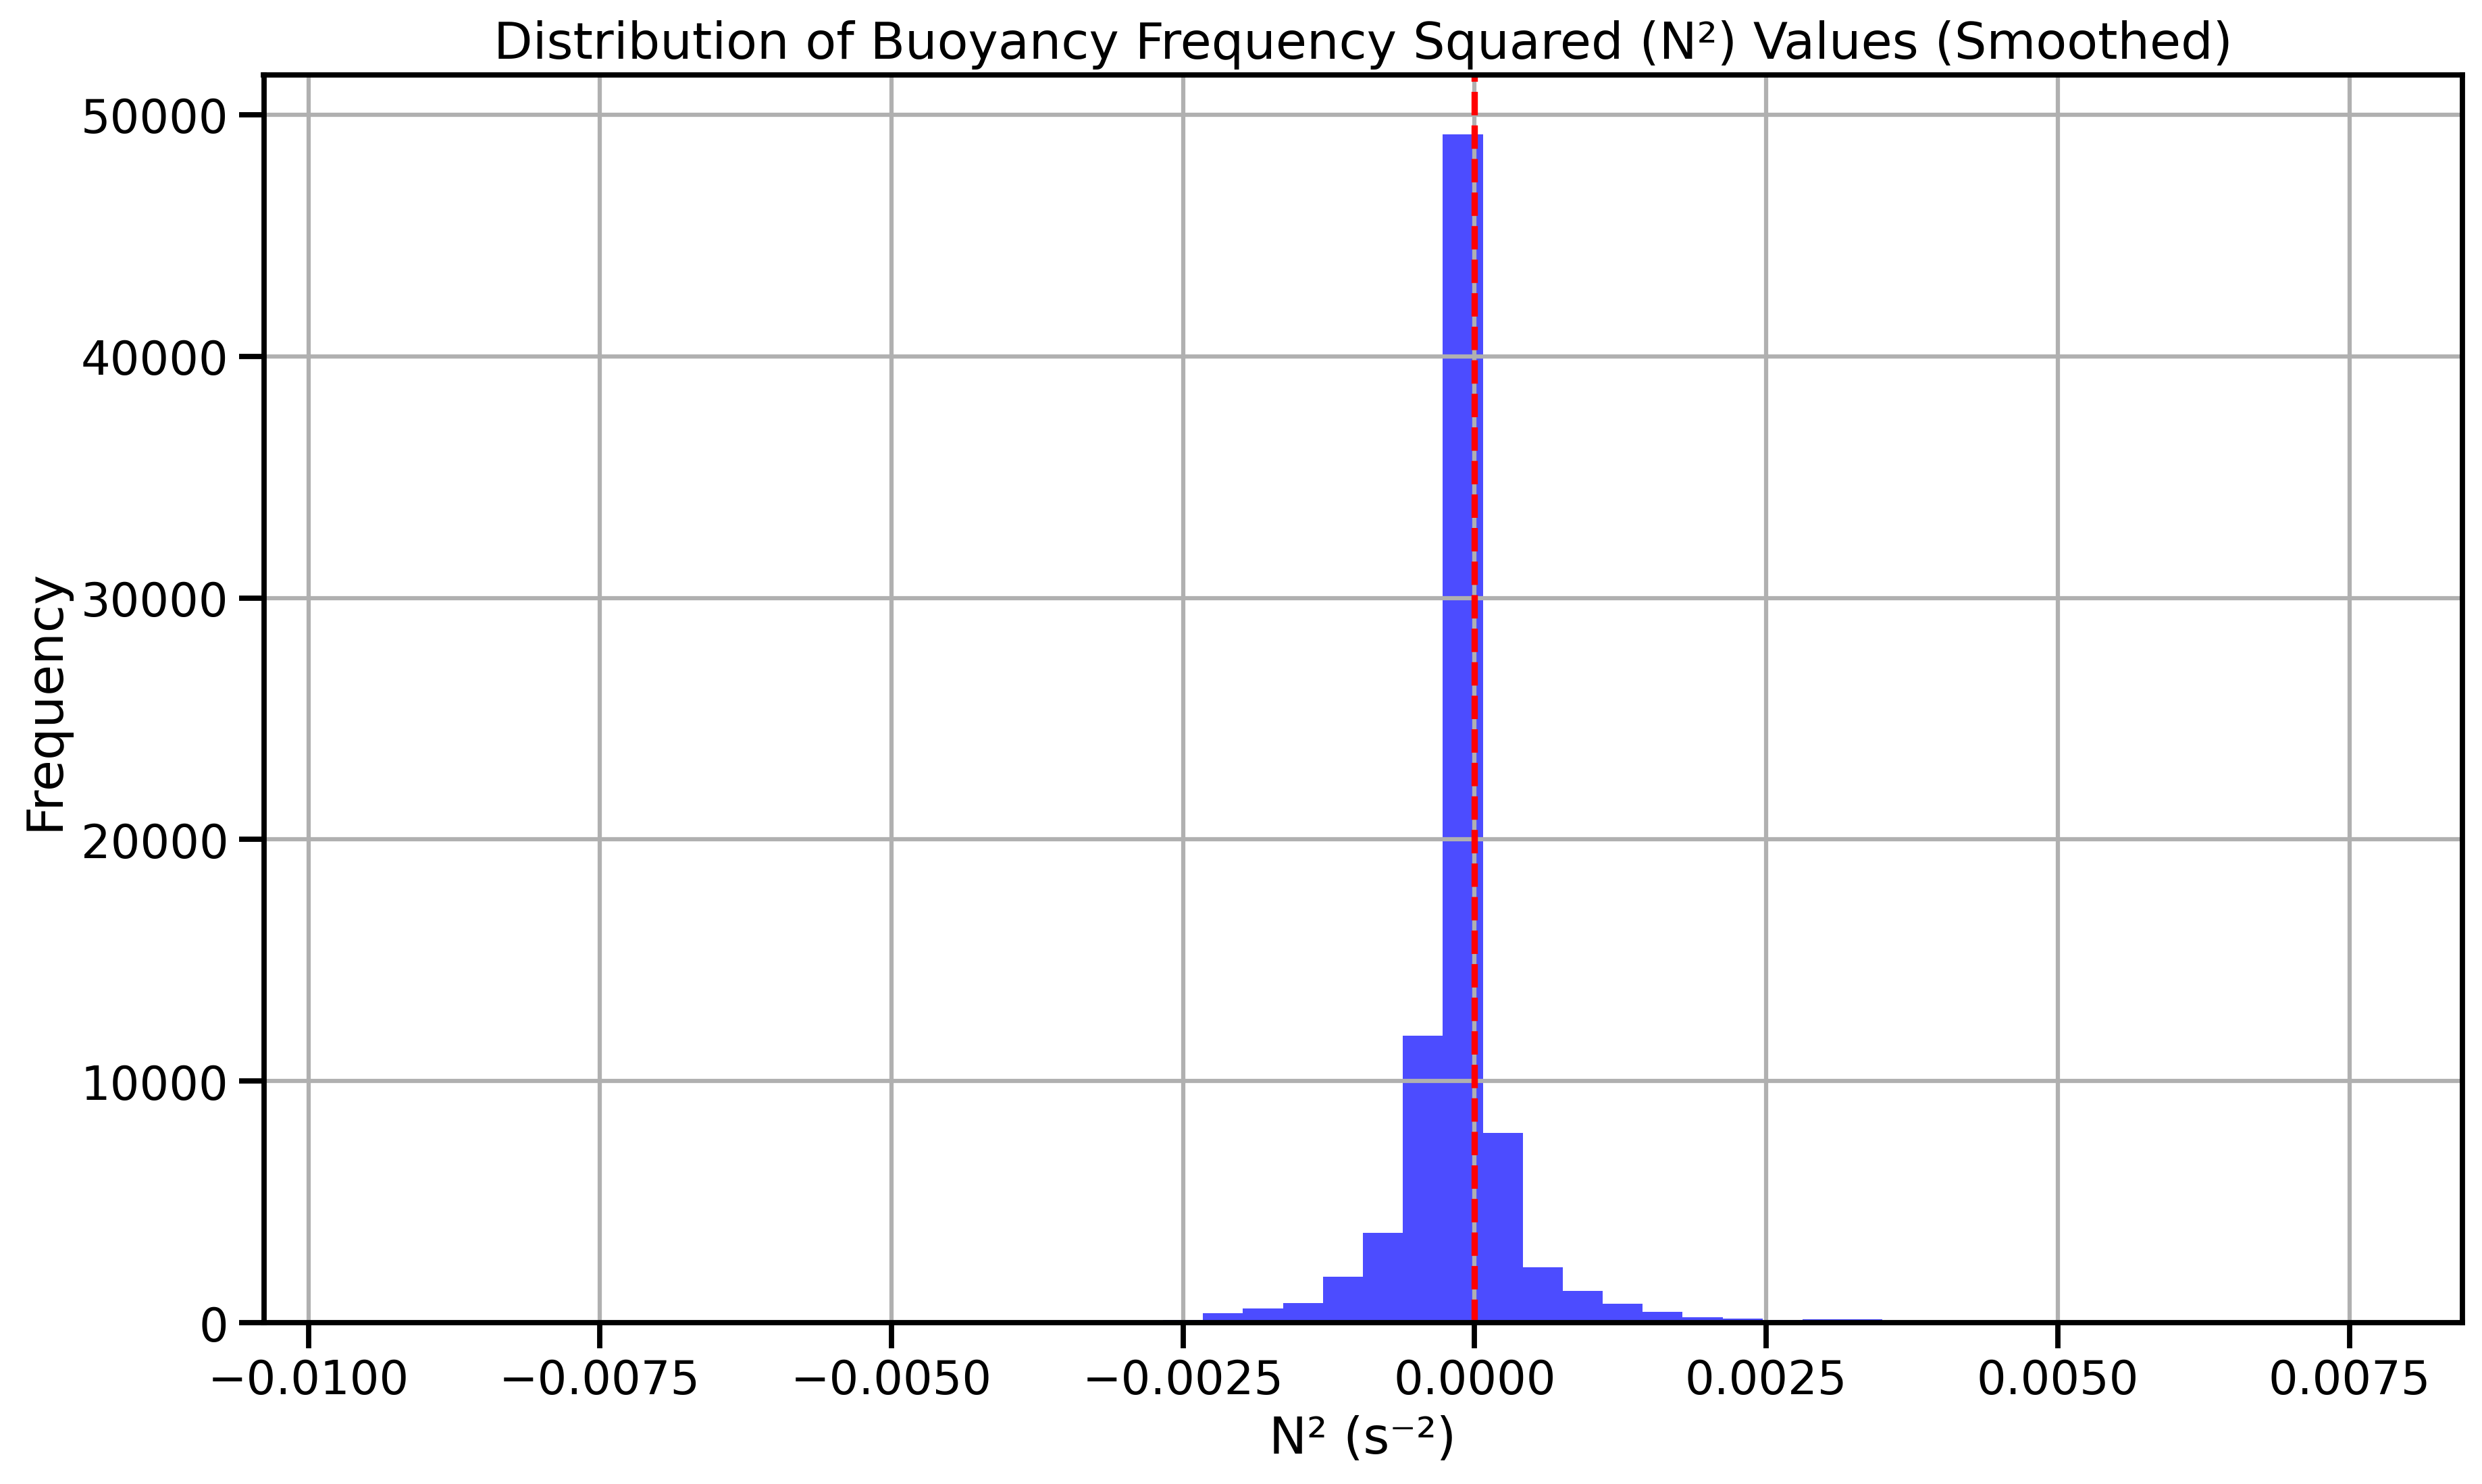 Distribution of Buoyancy Frequency Squared (N²) Values (Smoothed)
50000
40000
30000
20000
10000
0
Frequency
−0.0100 −0.0075 −0.0050 −0.0025 0.0000 0.0025 0.0050 0.0075
N² (s⁻²)